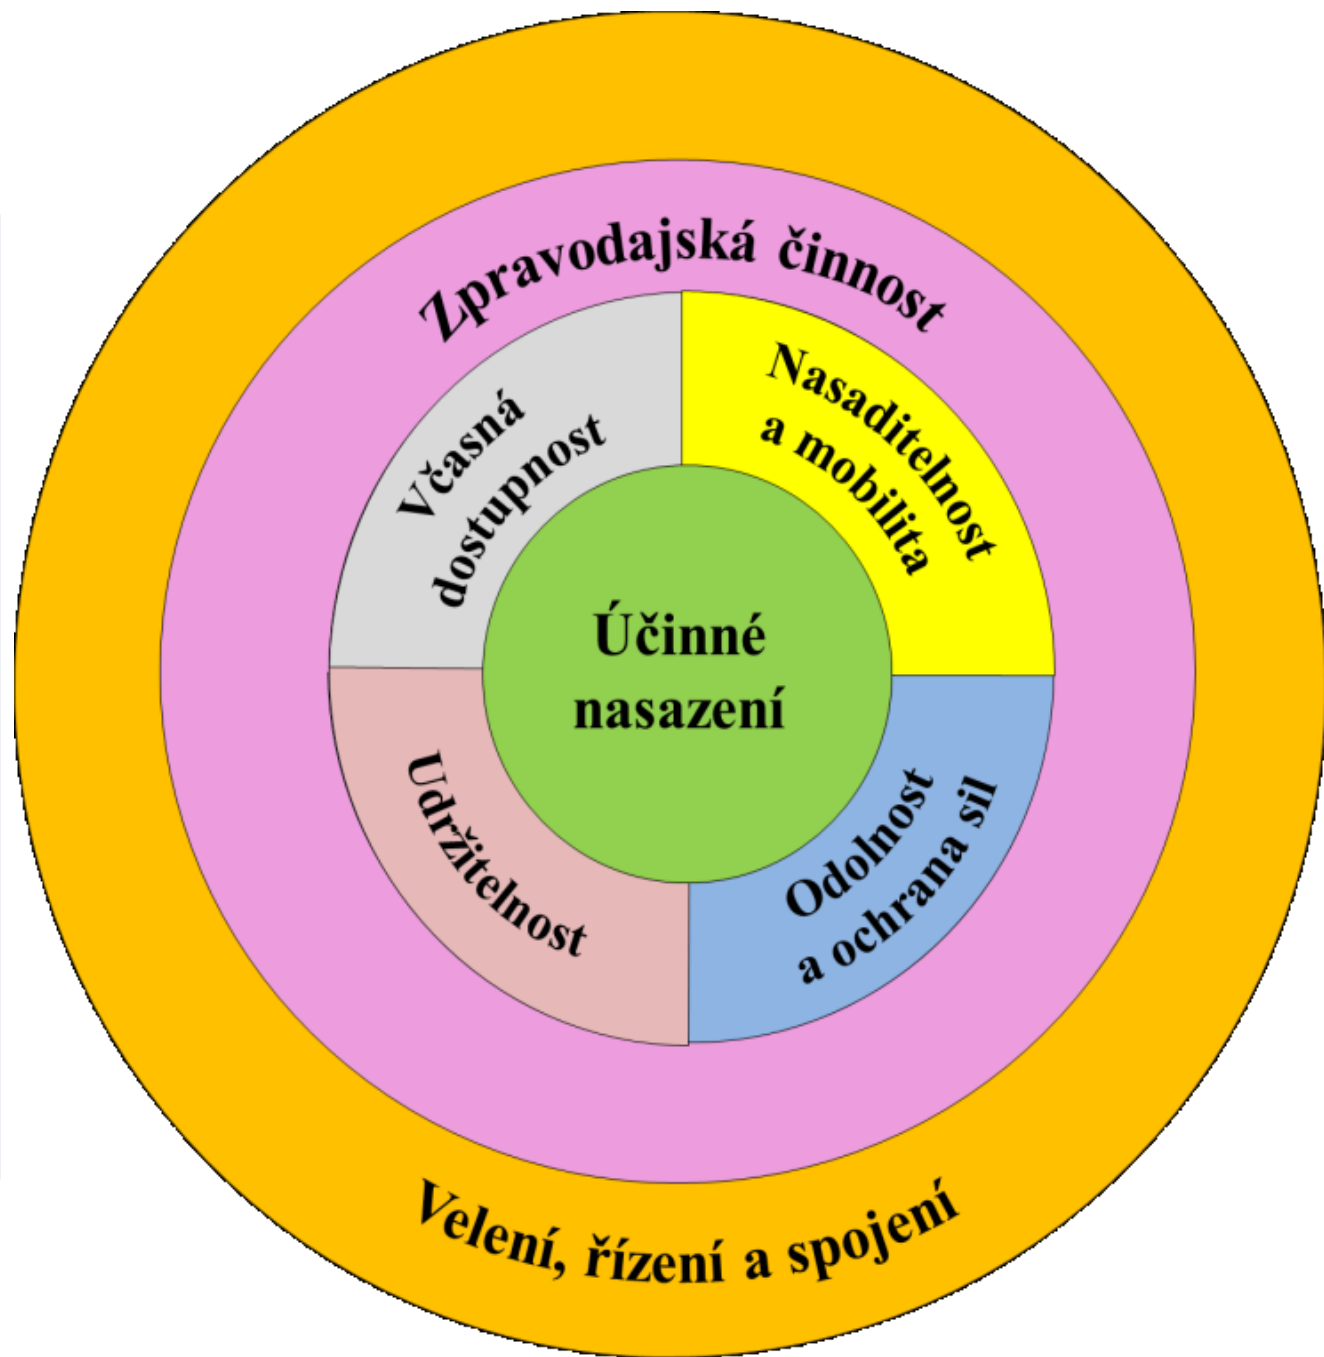 Zpravodajská činnost
Včasná
dostupnost
Nasaditelnost
a mobilita
Účinné
nasazení
Udržitelnost
Odolnost
a ochrana sil
Velení, řízení a spojení